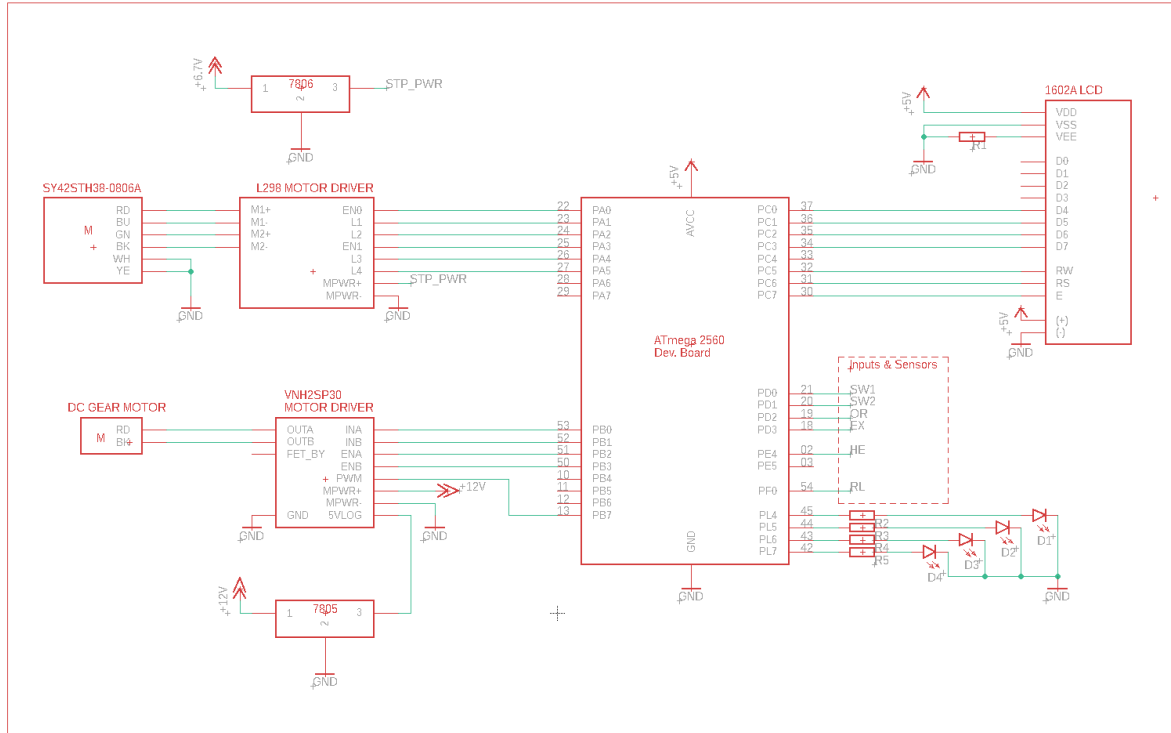 +6.7V
7806
1
2
3
STP_PWR
GND
1602A LCD
+5V
VDD
VSS
VEE
R1
GND
D0
D1
D2
D3
D4
D5
D6
D7
RW
RS
E
(+)
(-)
+5V
GND
SY42STH38-0806A
M
RD
BU
GN
BK
WH
YE
GND
L298 MOTOR DRIVER
M1+
M1-
M2+
M2-
EN0
L1
L2
EN1
L3
L4
MPWR+
MPWR-
STP_PWR
GND
+5V
AVCC
ATmega 2560
Dev. Board
GND
GND
22 PA0
23 PA1
24 PA2
25 PA3
26 PA4
27 PA5
28 PA6
29 PA7
53 PB0
52 PB1
51 PB2
50 PB3
10 PB4
11 PB5
12 PB6
13 PB7
PC0 37
PC1 36
PC2 35
PC3 34
PC4 33
PC5 32
PC6 31
PC7 30
PD0 21
PD1 20
PD2 19
PD3 18
PE4 02
PE5 03
PF0 54
PL4 45
PL5 44
PL6 43
PL7 42
Inputs & Sensors
SW1
SW2
OR
EX
HE
RL
R2
R3
R4
R5
D1
D2
D3
D4
GND
DC GEAR MOTOR
M
RD
BK
VNH2SP30
MOTOR DRIVER
OUTA
OUTB
FET_BY
GND
INA
INB
ENA
ENB
PWM
MPWR+
MPWR-
5VLOG
+12V
GND
GND
+12V
7805
1
2
3
GND